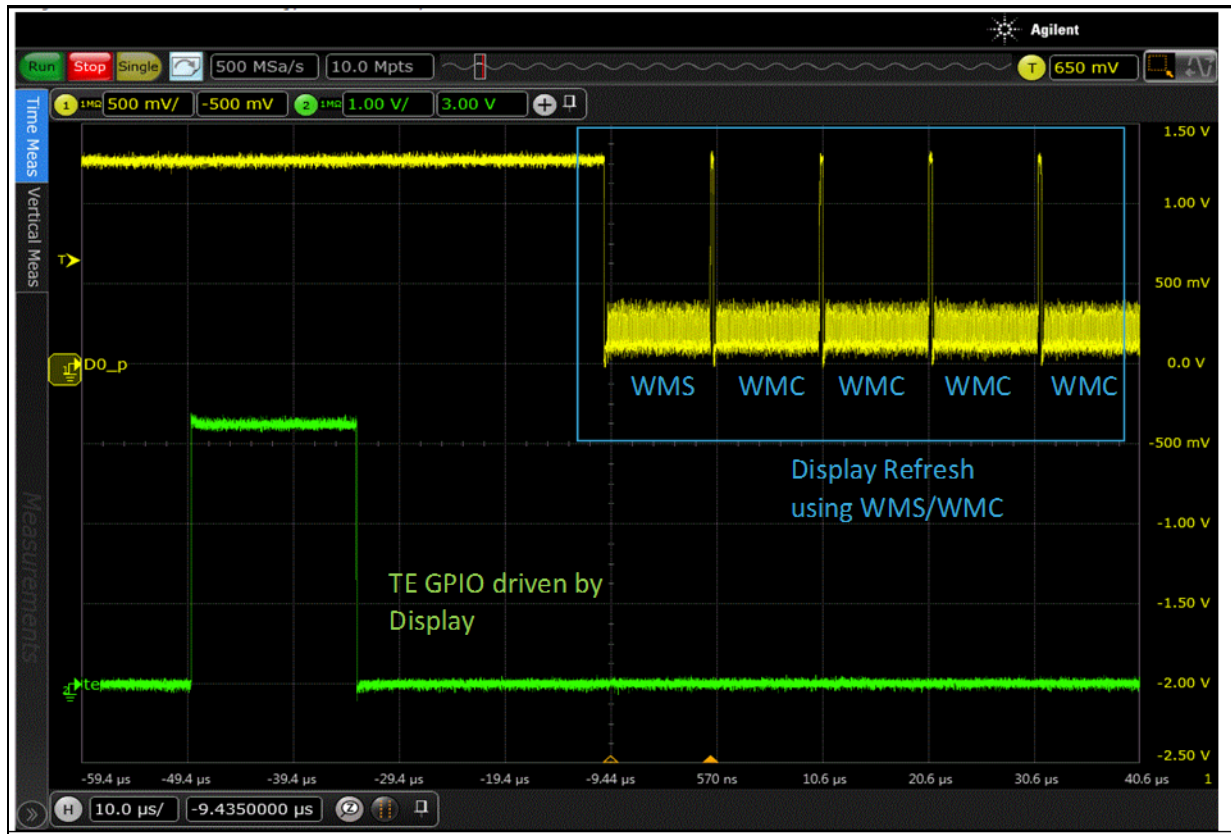 Agilent
Run Stop Single 500 MSa/s 10.0 Mpts T 650 mV
1 1MΩ 500 mV/ -500 mV 2 1MΩ 1.00 V/ 3.00 V
Time Meas
Vertical Meas
Measurements
1.50 V
1.00 V
T
500 mV
D0_p
0.0 V
WMS WMC WMC WMC WMC
-500 mV
Display Refresh
using WMS/WMC
-1.00 V
TE GPIO driven by
Display
-1.50 V
2 te
-2.00 V
-2.50 V
-59.4 µs -49.4 µs -39.4 µs -29.4 µs -19.4 µs -9.44 µs 570 ns 10.6 µs 20.6 µs 30.6 µs 40.6 µs 1
H 10.0 µs/ -9.4350000 µs Z